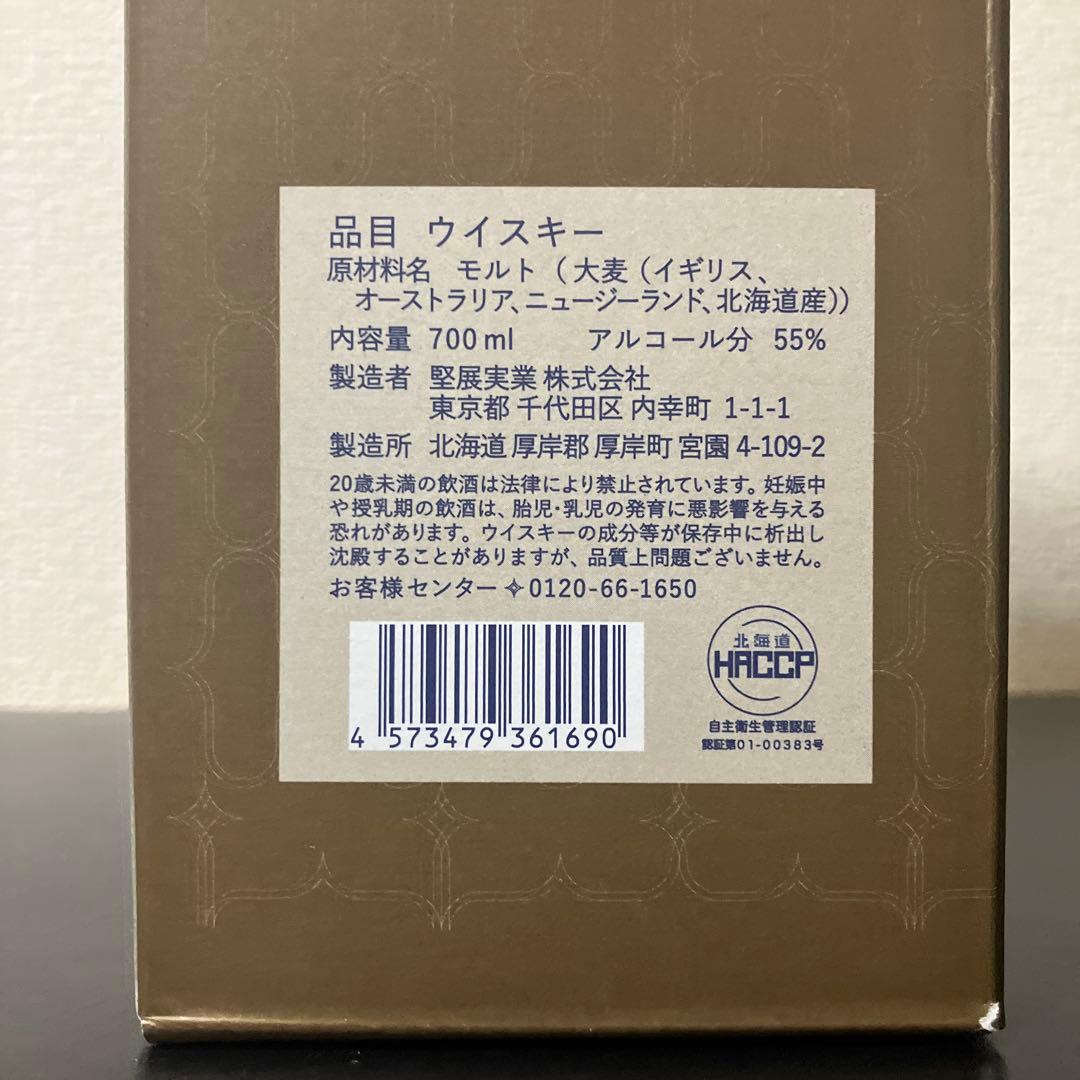 品目 ウイスキー
原材料名 モルト（大麦（イギリス、
オーストラリア、ニュージーランド、北海道産））
内容量 700 ml アルコール分 55%
製造者 堅展実業 株式会社
東京都 千代田区 内幸町 1-1-1
製造所 北海道 厚岸郡 厚岸町 宮園 4-109-2
20歳未満の飲酒は法律により禁止されています。妊娠中
や授乳期の飲酒は、胎児・乳児の発育に悪影響を与える
恐れがあります。ウイスキーの成分等が保存中に析出し
沈殿することがありますが、品質上問題ございません。
お客様センター✧0120-66-1650
4 573479 361690
北海道
HACCP
自主衛生管理認証
認証第01-00383号